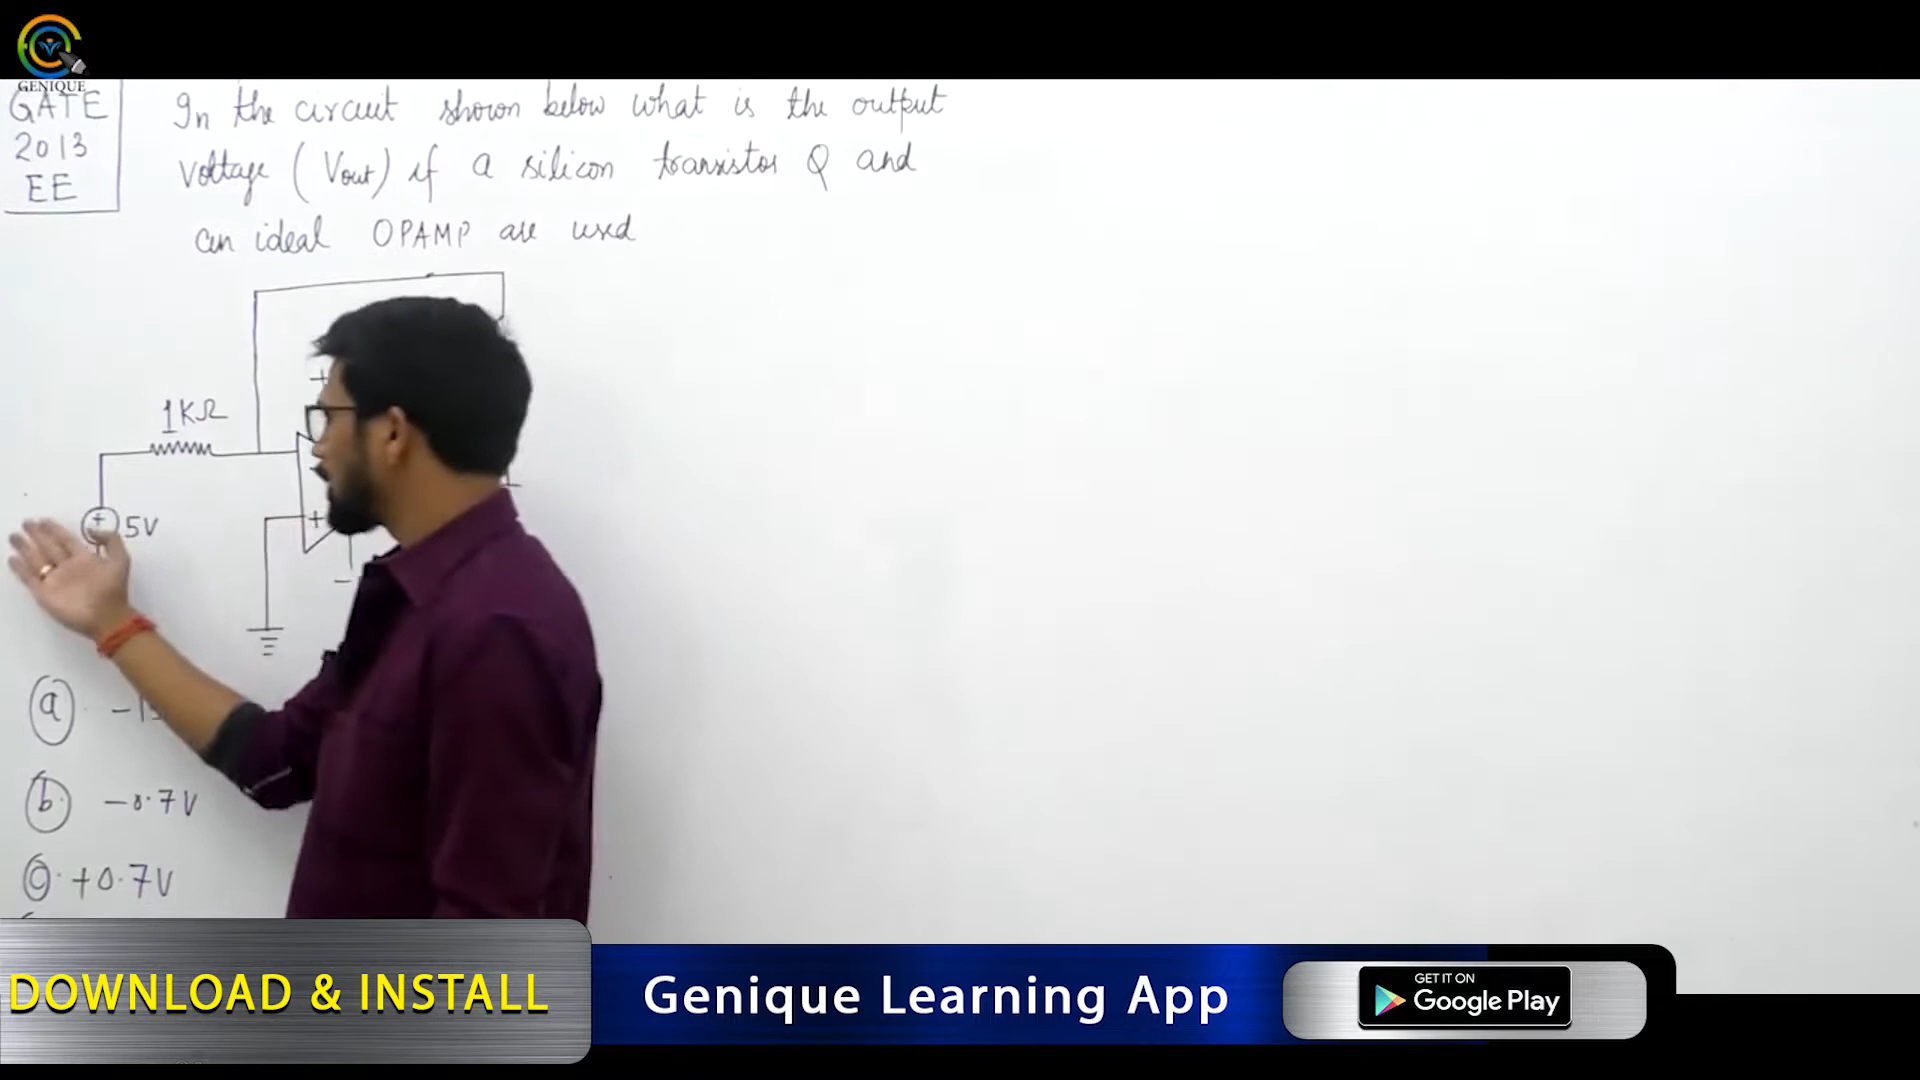 GENIQUE
GATE
2013
EE
In the circuit shown below what is the output
voltage (Vout) if a silicon transistor Q and
an ideal OPAMP are used
+
1KΩ
+
5V
+
-
a
b -0.7V
c +0.7V
DOWNLOAD & INSTALL
Genique Learning App
GET IT ON
Google Play